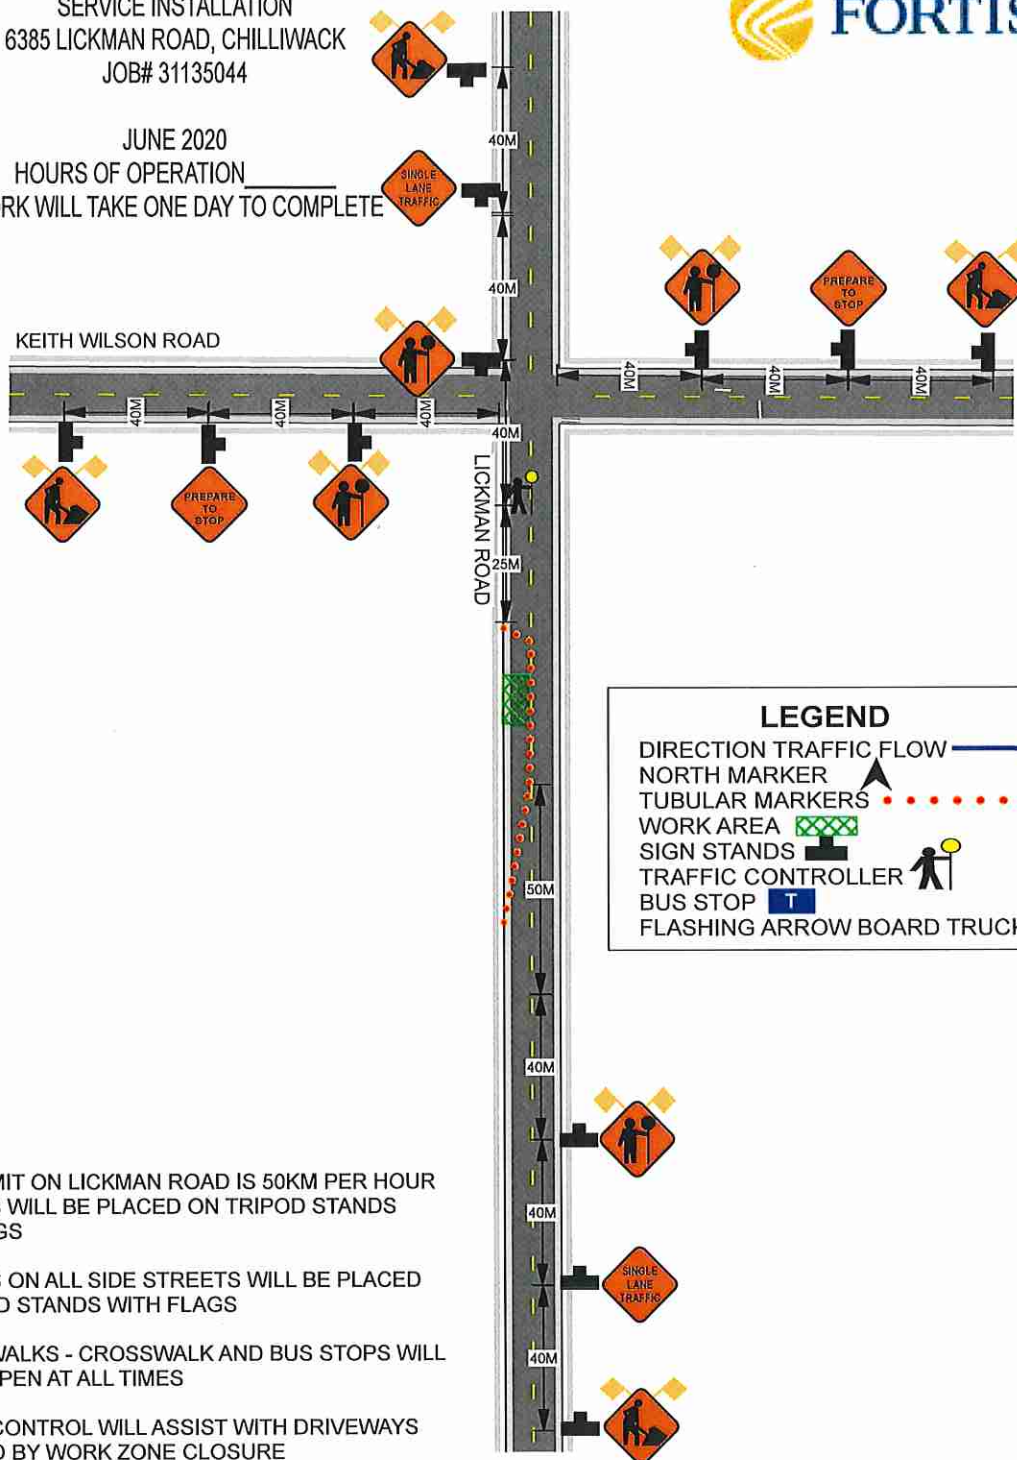 SERVICE INSTALLATION
6385 LICKMAN ROAD, CHILLIWACK
JOB# 31135044
FORTIS
JUNE 2020
HOURS OF OPERATION________
RK WILL TAKE ONE DAY TO COMPLETE
40M
SINGLE
LANE
TRAFFIC
40M
PREPARE
TO
STOP
KEITH WILSON ROAD
40M
40M
40M
40M
40M
40M
40M
PREPARE
TO
STOP
LICKMAN ROAD
25M
LEGEND
DIRECTION TRAFFIC FLOW
NORTH MARKER
TUBULAR MARKERS
WORK AREA
SIGN STANDS
TRAFFIC CONTROLLER
BUS STOP T
FLASHING ARROW BOARD TRUCK
50M
40M
MIT ON LICKMAN ROAD IS 50KM PER HOUR
S WILL BE PLACED ON TRIPOD STANDS
GS
40M
S ON ALL SIDE STREETS WILL BE PLACED
D STANDS WITH FLAGS
SINGLE
LANE
TRAFFIC
WALKS - CROSSWALK AND BUS STOPS WILL
PEN AT ALL TIMES
40M
CONTROL WILL ASSIST WITH DRIVEWAYS
D BY WORK ZONE CLOSURE